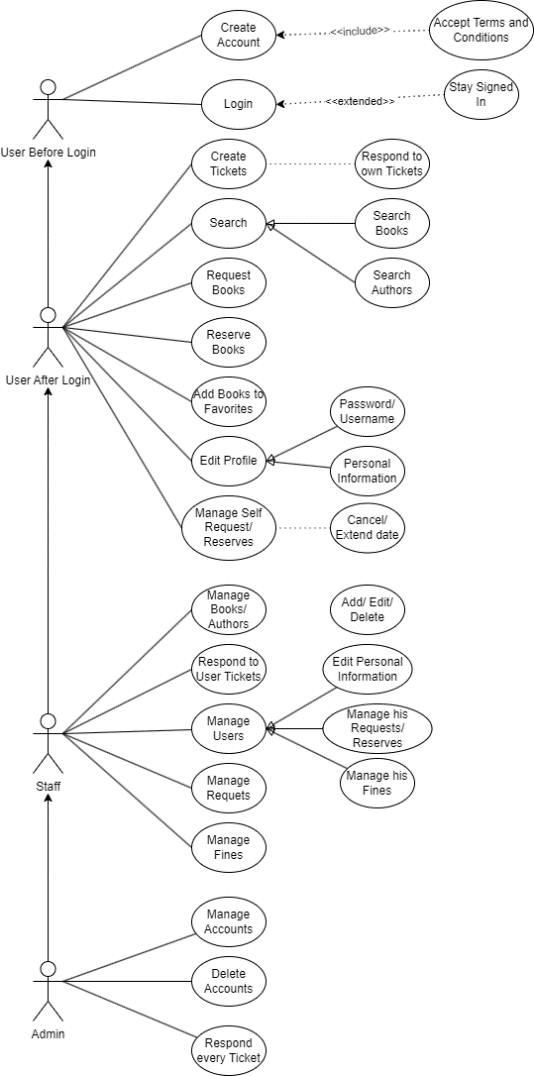 Create
Account
<<include>>
Accept Terms and
Conditions
Login
<<extended>>
Stay Signed
In
User Before Login
Create
Tickets
Respond to
own Tickets
Search
Search
Books
Search
Authors
Request
Books
Reserve
Books
User After Login
Add Books to
Favorites
Password/
Username
Edit Profile
Personal
Information
Manage Self
Request/
Reserves
Cancel/
Extend date
Manage
Books/
Authors
Add/ Edit/
Delete
Respond to
User Tickets
Edit Personal
Information
Manage
Users
Manage his
Requests/
Reserves
Manage his
Fines
Staff
Manage
Requets
Manage
Fines
Manage
Accounts
Delete
Accounts
Admin
Respond
every Ticket